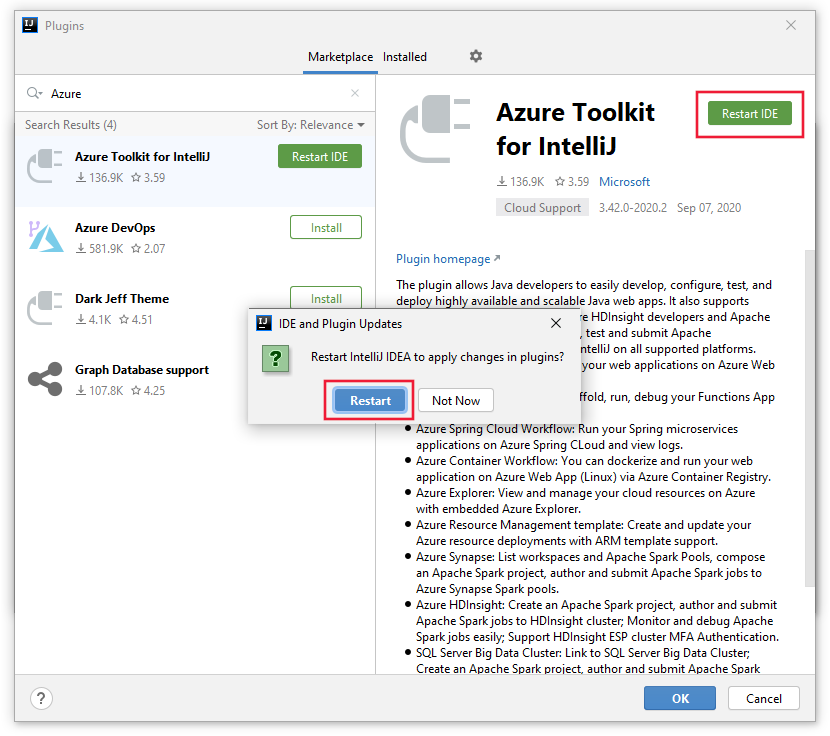 Plugins
Marketplace Installed
Azure
Search Results (4) Sort By: Relevance
Azure Toolkit for IntelliJ
136.9K 3.59
Restart IDE
Azure DevOps
581.9K 2.07
Install
Dark Jeff Theme
4.1K 4.51
Install
Graph Database support
107.8K 4.25
Azure Toolkit
for IntelliJ
Restart IDE
136.9K 3.59 Microsoft
Cloud Support 3.42.0-2020.2 Sep 07, 2020
Plugin homepage
The plugin allows Java developers to easily develop, configure, test, and
deploy highly available and scalable Java web apps. It also supports
HDInsight developers and Apache
, test and submit Apache
ntelliJ on all supported platforms.
your web applications on Azure Web
ffold, run, debug your Functions App
IDE and Plugin Updates
Restart IntelliJ IDEA to apply changes in plugins?
Restart Not Now
• Azure Spring Cloud Workflow: Run your Spring microservices
applications on Azure Spring CLoud and view logs.
• Azure Container Workflow: You can dockerize and run your web
application on Azure Web App (Linux) via Azure Container Registry.
• Azure Explorer: View and manage your cloud resources on Azure
with embedded Azure Explorer.
• Azure Resource Management template: Create and update your
Azure resource deployments with ARM template support.
• Azure Synapse: List workspaces and Apache Spark Pools, compose
an Apache Spark project, author and submit Apache Spark jobs to
Azure Synapse Spark pools.
• Azure HDInsight: Create an Apache Spark project, author and submit
Apache Spark jobs to HDInsight cluster; Monitor and debug Apache
Spark jobs easily; Support HDInsight ESP cluster MFA Authentication.
• SQL Server Big Data Cluster: Link to SQL Server Big Data Cluster;
Create an Apache Spark project, author and submit Apache Spark
? OK Cancel